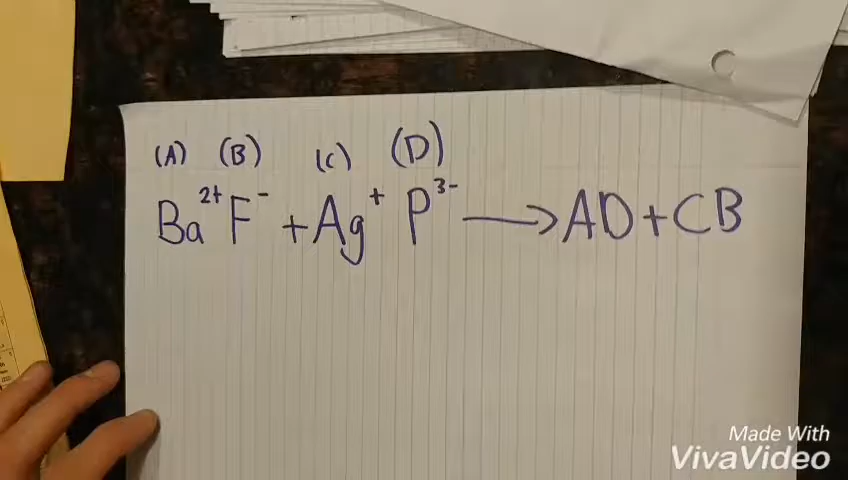 (A) (B) (C) (D)
Ba²⁺F⁻ + Ag⁺ P³⁻ ⟶ AD + CB
Made With
VivaVideo